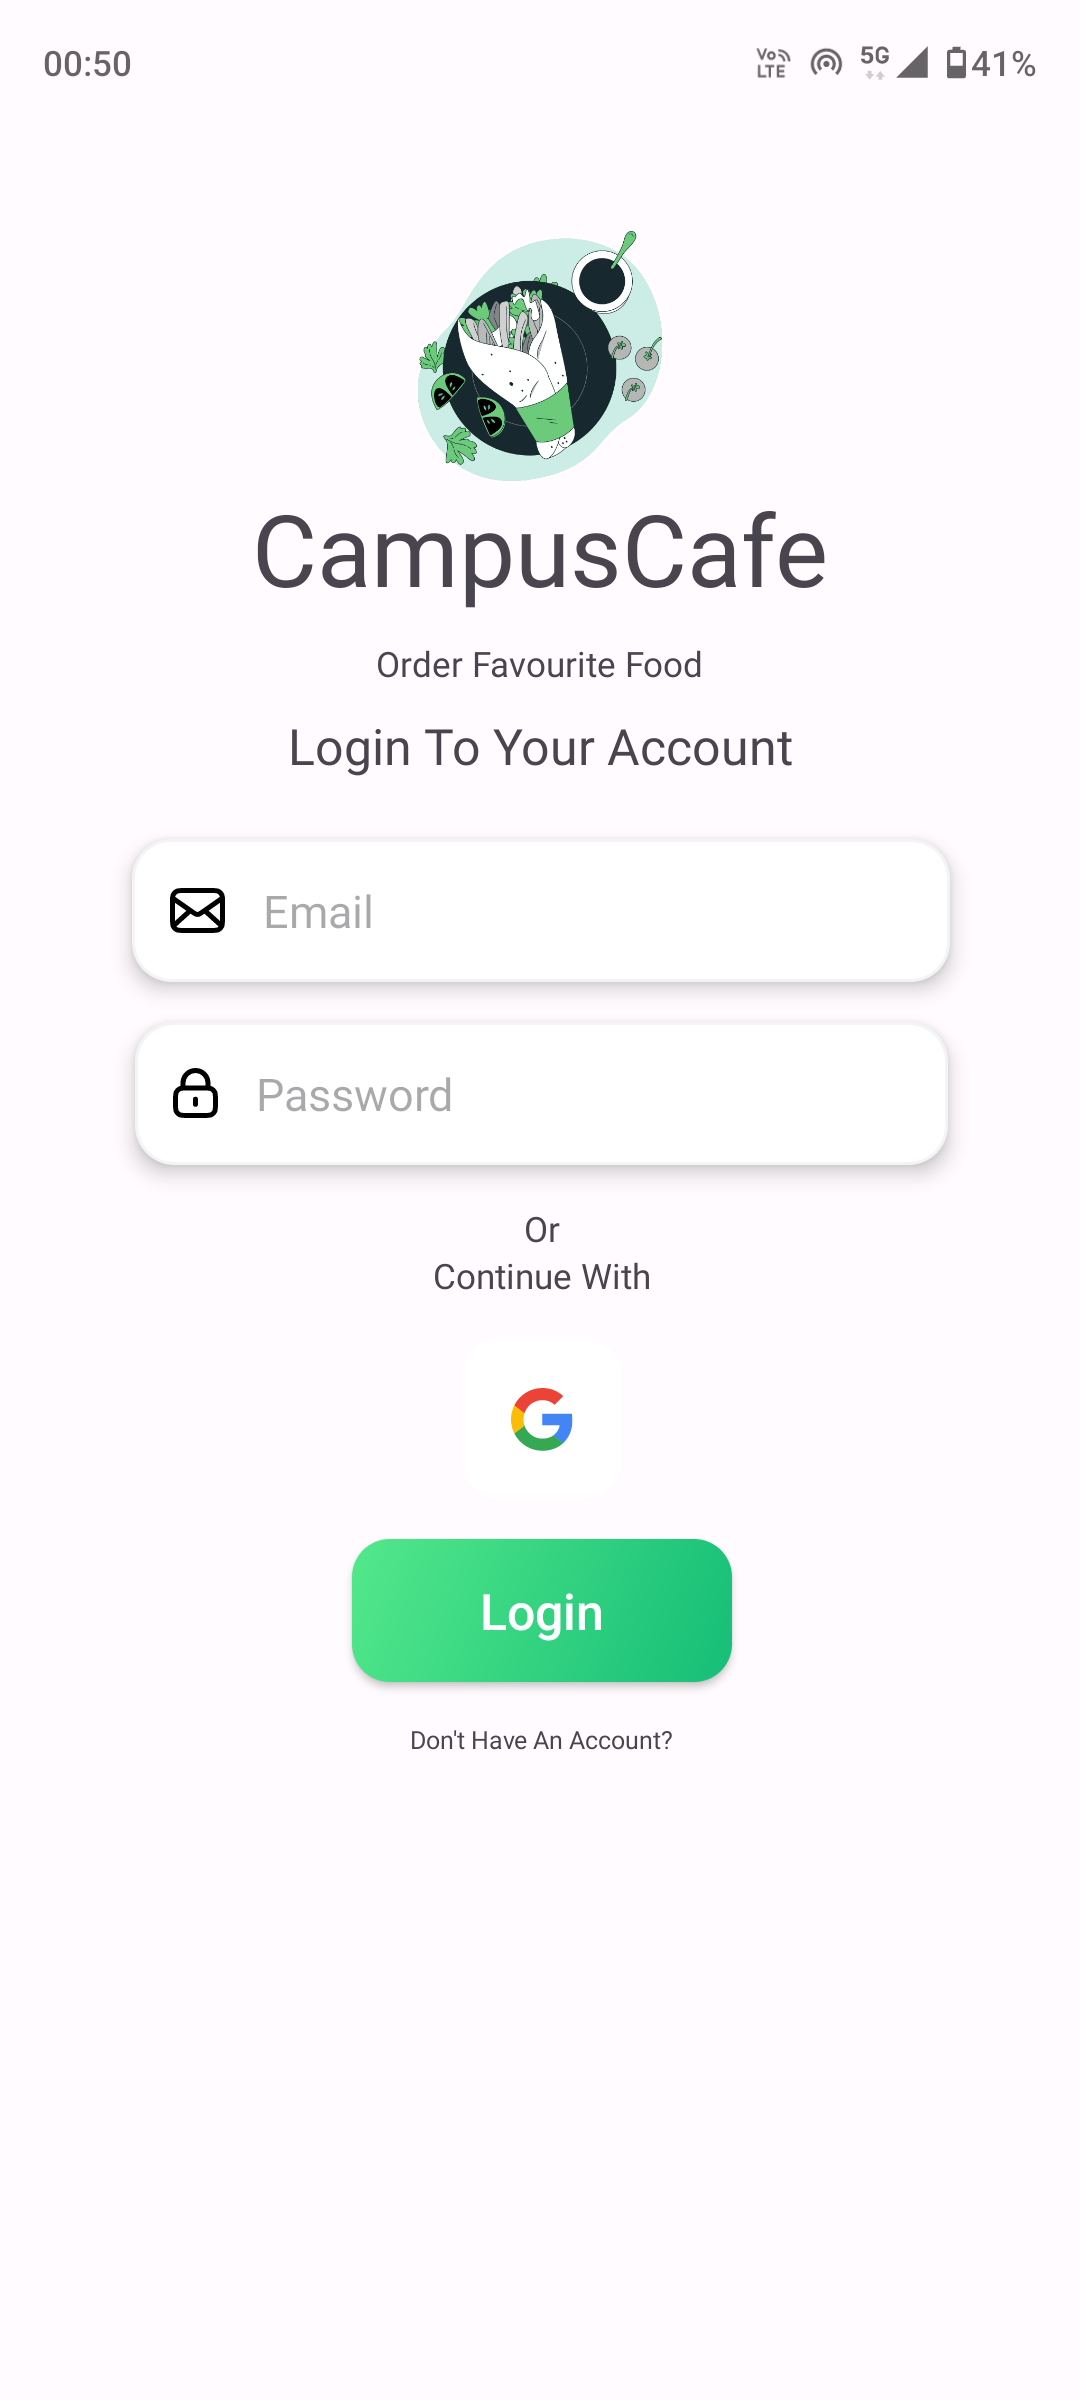 00:50
Vo LTE 5G 41%
CampusCafe
Order Favourite Food
Login To Your Account
Email
Password
Or
Continue With
Login
Don't Have An Account?